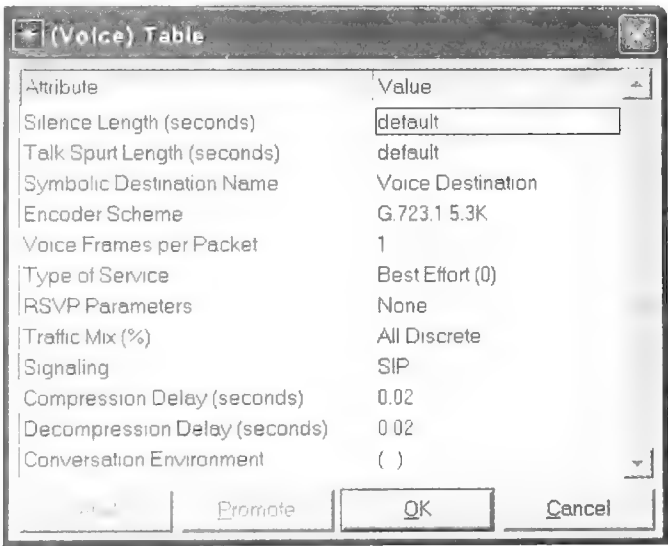 (Voice) Table
Attribute Value
Silence Length (seconds) default
Talk Spurt Length (seconds) default
Symbolic Destination Name Voice Destination
Encoder Scheme G.723.1 5.3K
Voice Frames per Packet 1
Type of Service Best Effort (0)
RSVP Parameters None
Traffic Mix (%) All Discrete
Signaling SIP
Compression Delay (seconds) 0.02
Decompression Delay (seconds) 0.02
Conversation Environment ( )
Promote OK Cancel